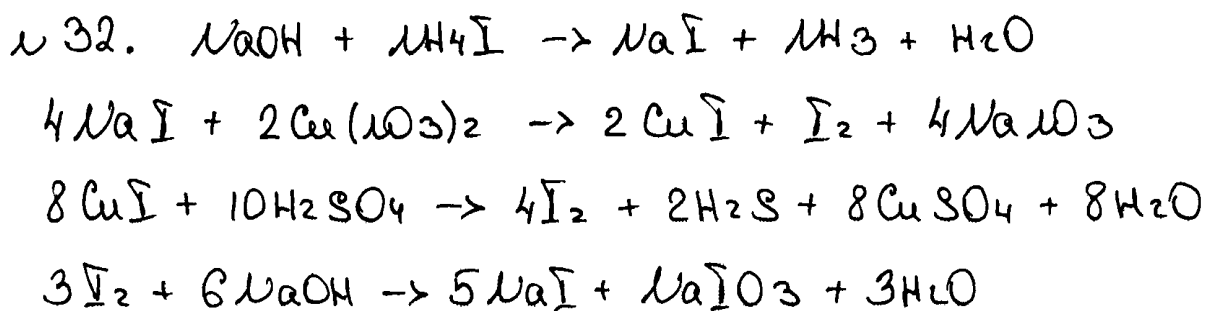 № 32. NaOH + NH4I -> NaI + NH3 + H2O
4NaI + 2Cu(NO3)2 -> 2CuI + I2 + 4NaNO3
8CuI + 10H2SO4 -> 4I2 + 2H2S + 8CuSO4 + 8H2O
3I2 + 6NaOH -> 5NaI + NaIO3 + 3H2O